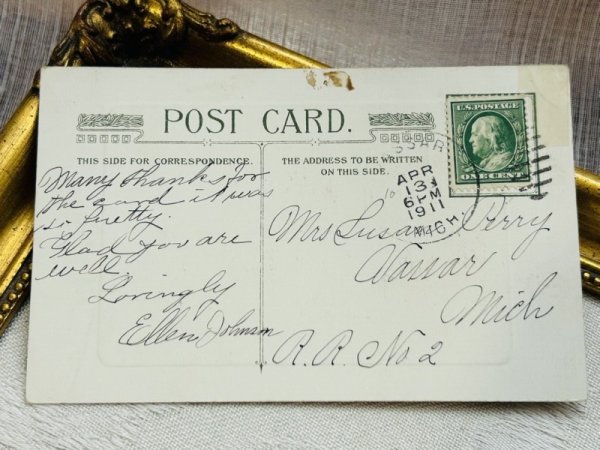 POST CARD.
THIS SIDE FOR CORRESPONDENCE.
Many thanks for
the card it was
so pretty.
Glad you are
well.
Lovingly
Ellen Johnson
THE ADDRESS TO BE WRITTEN
ON THIS SIDE.
U.S. POSTAGE
ONE CENT
SSAR
APR
13
6 PM
1911
MICH.
Mrs Susan Perry
Vassar
Mich
R. R. No 2